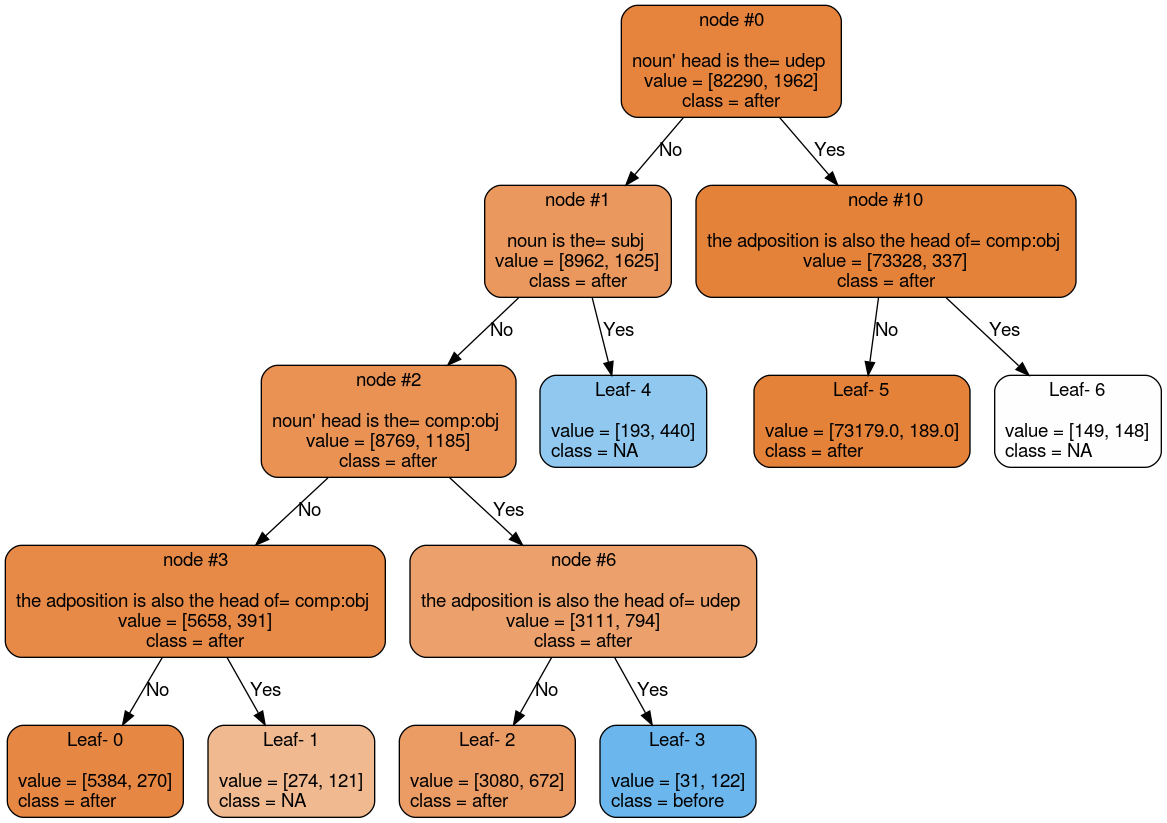 node #0
noun' head is the= udep
value = [82290, 1962]
class = after
No
Yes
node #1
noun is the= subj
value = [8962, 1625]
class = after
node #10
the adposition is also the head of= comp:obj
value = [73328, 337]
class = after
No
Yes
No
Yes
node #2
noun' head is the= comp:obj
value = [8769, 1185]
class = after
Leaf- 4
value = [193, 440]
class = NA
Leaf- 5
value = [73179.0, 189.0]
class = after
Leaf- 6
value = [149, 148]
class = NA
No
Yes
node #3
the adposition is also the head of= comp:obj
value = [5658, 391]
class = after
node #6
the adposition is also the head of= udep
value = [3111, 794]
class = after
No
Yes
No
Yes
Leaf- 0
value = [5384, 270]
class = after
Leaf- 1
value = [274, 121]
class = NA
Leaf- 2
value = [3080, 672]
class = after
Leaf- 3
value = [31, 122]
class = before